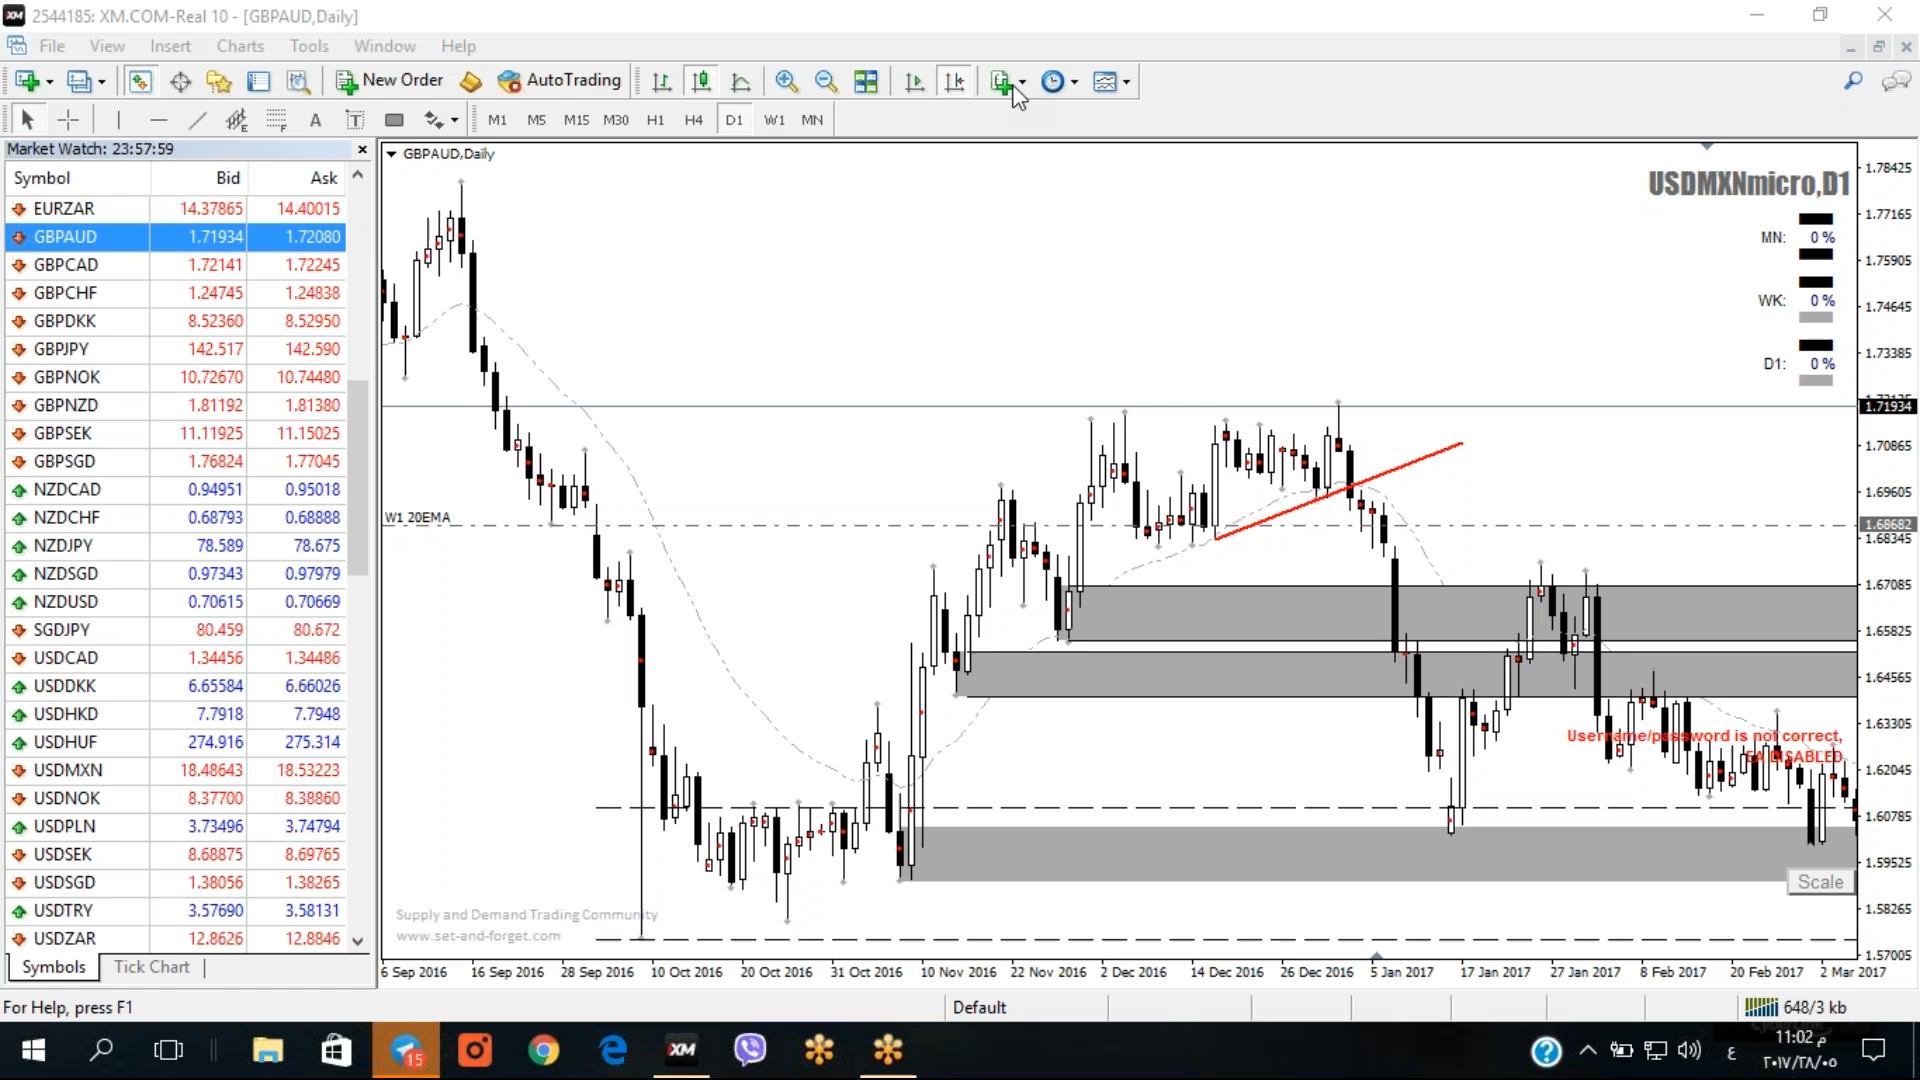 2544185: XM.COM-Real 10 - [GBPAUD,Daily]
File View Insert Charts Tools Window Help
New Order AutoTrading
M1 M5 M15 M30 H1 H4 D1 W1 MN
Market Watch: 23:57:59
Symbol Bid Ask
EURZAR 14.37865 14.40015
GBPAUD 1.71934 1.72080
GBPCAD 1.72141 1.72245
GBPCHF 1.24745 1.24838
GBPDKK 8.52360 8.52950
GBPJPY 142.517 142.590
GBPNOK 10.72670 10.74480
GBPNZD 1.81192 1.81380
GBPSEK 11.11925 11.15025
GBPSGD 1.76824 1.77045
NZDCAD 0.94951 0.95018
NZDCHF 0.68793 0.68888
NZDJPY 78.589 78.675
NZDSGD 0.97343 0.97979
NZDUSD 0.70615 0.70669
SGDJPY 80.459 80.672
USDCAD 1.34456 1.34486
USDDKK 6.65584 6.66026
USDHKD 7.7918 7.7948
USDHUF 274.916 275.314
USDMXN 18.48643 18.53223
USDNOK 8.37700 8.38860
USDPLN 3.73496 3.74794
USDSEK 8.68875 8.69765
USDSGD 1.38056 1.38265
USDTRY 3.57690 3.58131
USDZAR 12.8626 12.8846
Symbols Tick Chart
GBPAUD,Daily
USDMXNmicro,D1
MN: 0 %
WK: 0 %
D1: 0 %
W1 20EMA
Username/password is not correct,
EA DISABLED
Scale
Supply and Demand Trading Community
www.set-and-forget.com
1.78425
1.77165
1.75905
1.74645
1.73385
1.71934
1.70865
1.69605
1.68682
1.68345
1.67085
1.65825
1.64565
1.63305
1.62045
1.60785
1.59525
1.58265
1.57005
6 Sep 2016 16 Sep 2016 28 Sep 2016 10 Oct 2016 20 Oct 2016 31 Oct 2016 10 Nov 2016 22 Nov 2016 2 Dec 2016 14 Dec 2016 26 Dec 2016 5 Jan 2017 17 Jan 2017 27 Jan 2017 8 Feb 2017 20 Feb 2017 2 Mar 2017
For Help, press F1 Default 648/3 kb
15 XM ع 11:02 م
٢٠١٧/٢٨/٠٥